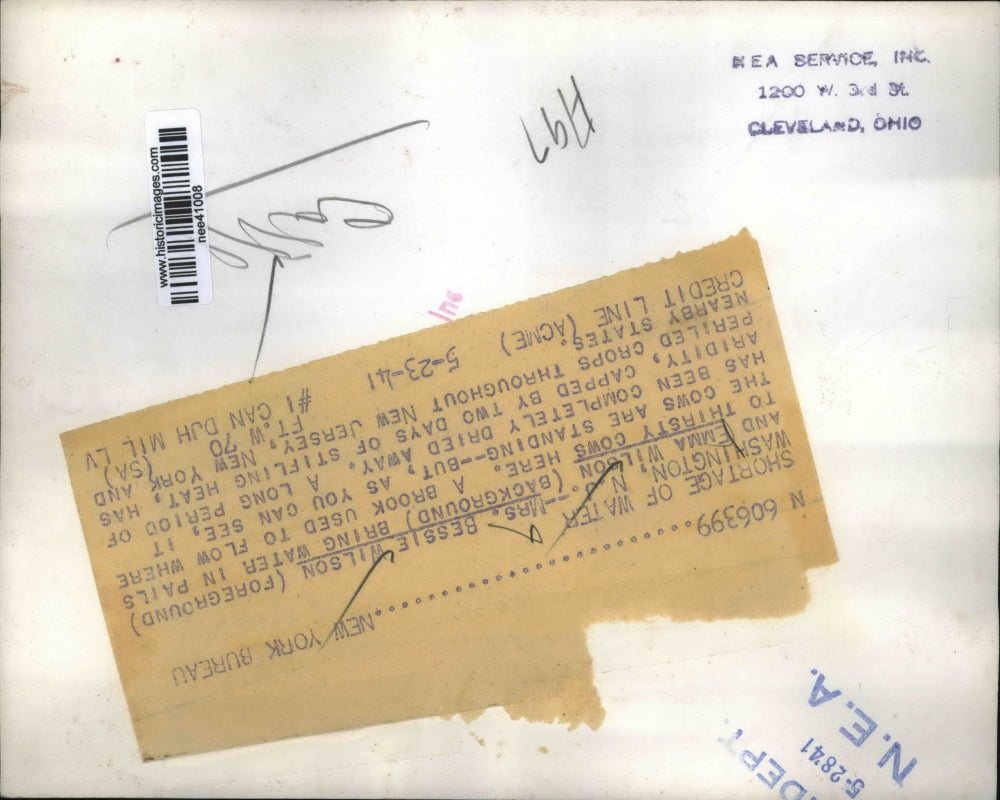 NEA SERVICE, INC.
1200 W. 3rd St.
CLEVELAND, OHIO
www.historicimages.com
nee41008
Inc
N 606399....................NEW YORK BUREAU
SHORTAGE OF WATER
WASHINGTON, N.J.--MRS. BESSIE WILSON (FOREGROUND)
AND EMMA WILSON (BACKGROUND) BRING WATER IN PAILS
TO THIRSTY COWS HERE. A BROOK USED TO FLOW WHERE
THE COWS ARE STANDING--BUT, AS YOU CAN SEE, IT
HAS BEEN COMPLETELY DRIED AWAY. A LONG PERIOD OF
ARIDITY, CAPPED BY TWO DAYS OF STIFLING HEAT, HAS
PERILED CROPS THROUGHOUT NEW JERSEY, NEW YORK AND
NEARBY STATES.
FT. W 70 (SA)
CREDIT LINE (ACME) 5-23-41 #1 CAN DJH MIL LV
N.E.A.
5-28-41
DEPT.